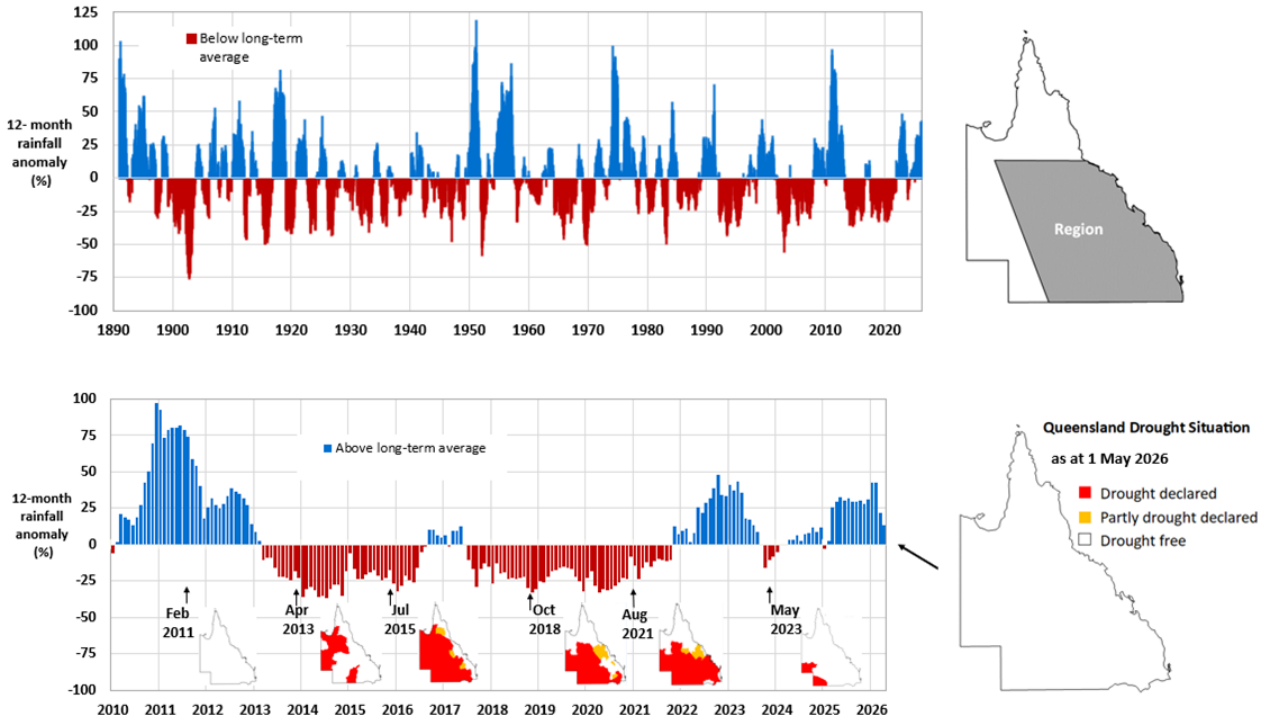 125
100
75
50
25
0
-25
-50
-75
-100
12- month
rainfall
anomaly
(%)
Below long-term
average
1890 1900 1910 1920 1930 1940 1950 1960 1970 1980 1990 2000 2010 2020
Region
100
75
50
25
0
-25
-50
-75
-100
12-month
rainfall
anomaly
(%)
Above long-term average
Feb
2011
Apr
2013
Jul
2015
Oct
2018
Aug
2021
May
2023
2010 2011 2012 2013 2014 2015 2016 2017 2018 2019 2020 2021 2022 2023 2024 2025 2026
Queensland Drought Situation
as at 1 May 2026
Drought declared
Partly drought declared
Drought free